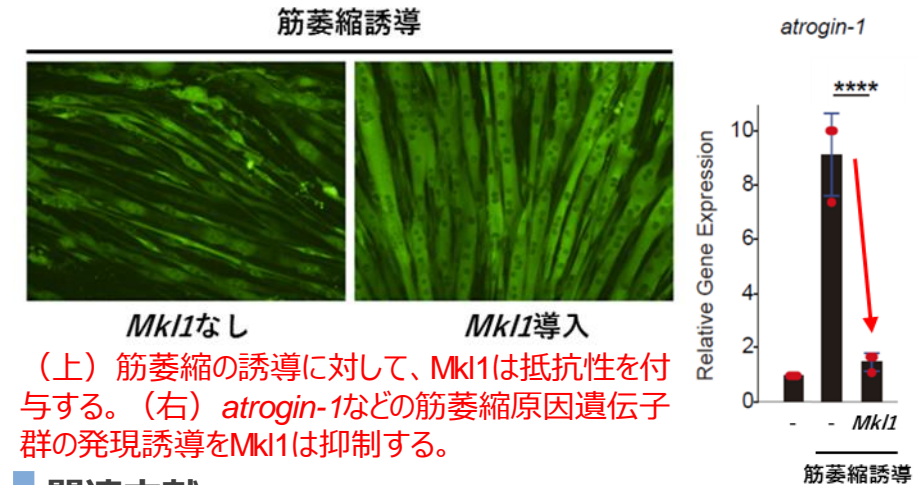 筋萎縮誘導
Mkl1なし
Mkl1導入
（上）筋萎縮の誘導に対して、Mkl1は抵抗性を付
与する。（右）atrogin-1などの筋萎縮原因遺伝子
群の発現誘導をMkl1は抑制する。
atrogin-1
****
Relative Gene Expression
10
8
6
4
2
0
- - Mkl1
筋萎縮誘導